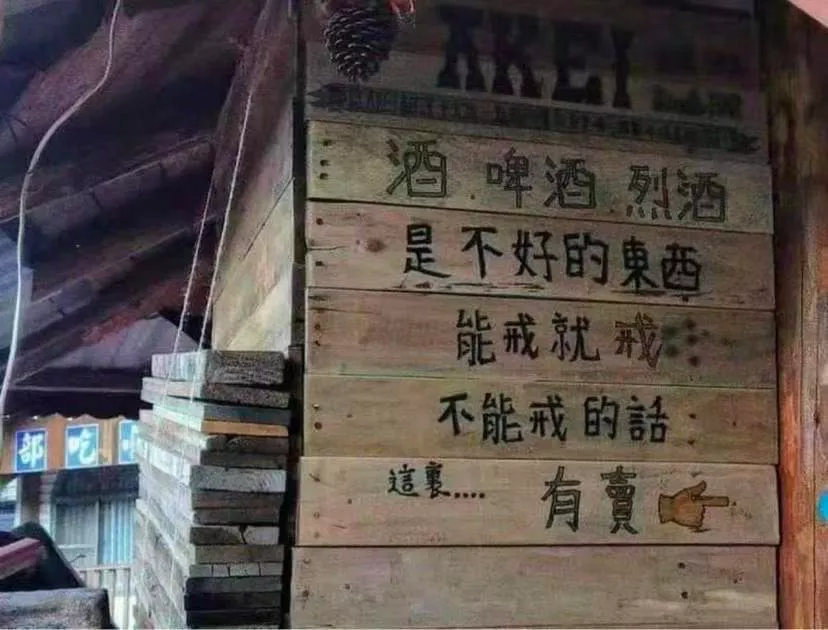 AKEI
酒 啤酒 烈酒
是不好的東西
能戒就戒...
不能戒的話
這裏.... 有賣
部 吃